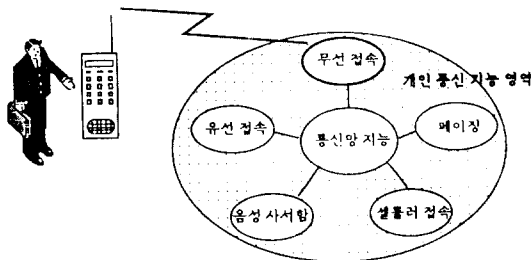 무선 접속
개인 통신 지능 영역
유선 접속
통신망 지능
페이징
음성 사서함
셀룰러 접속